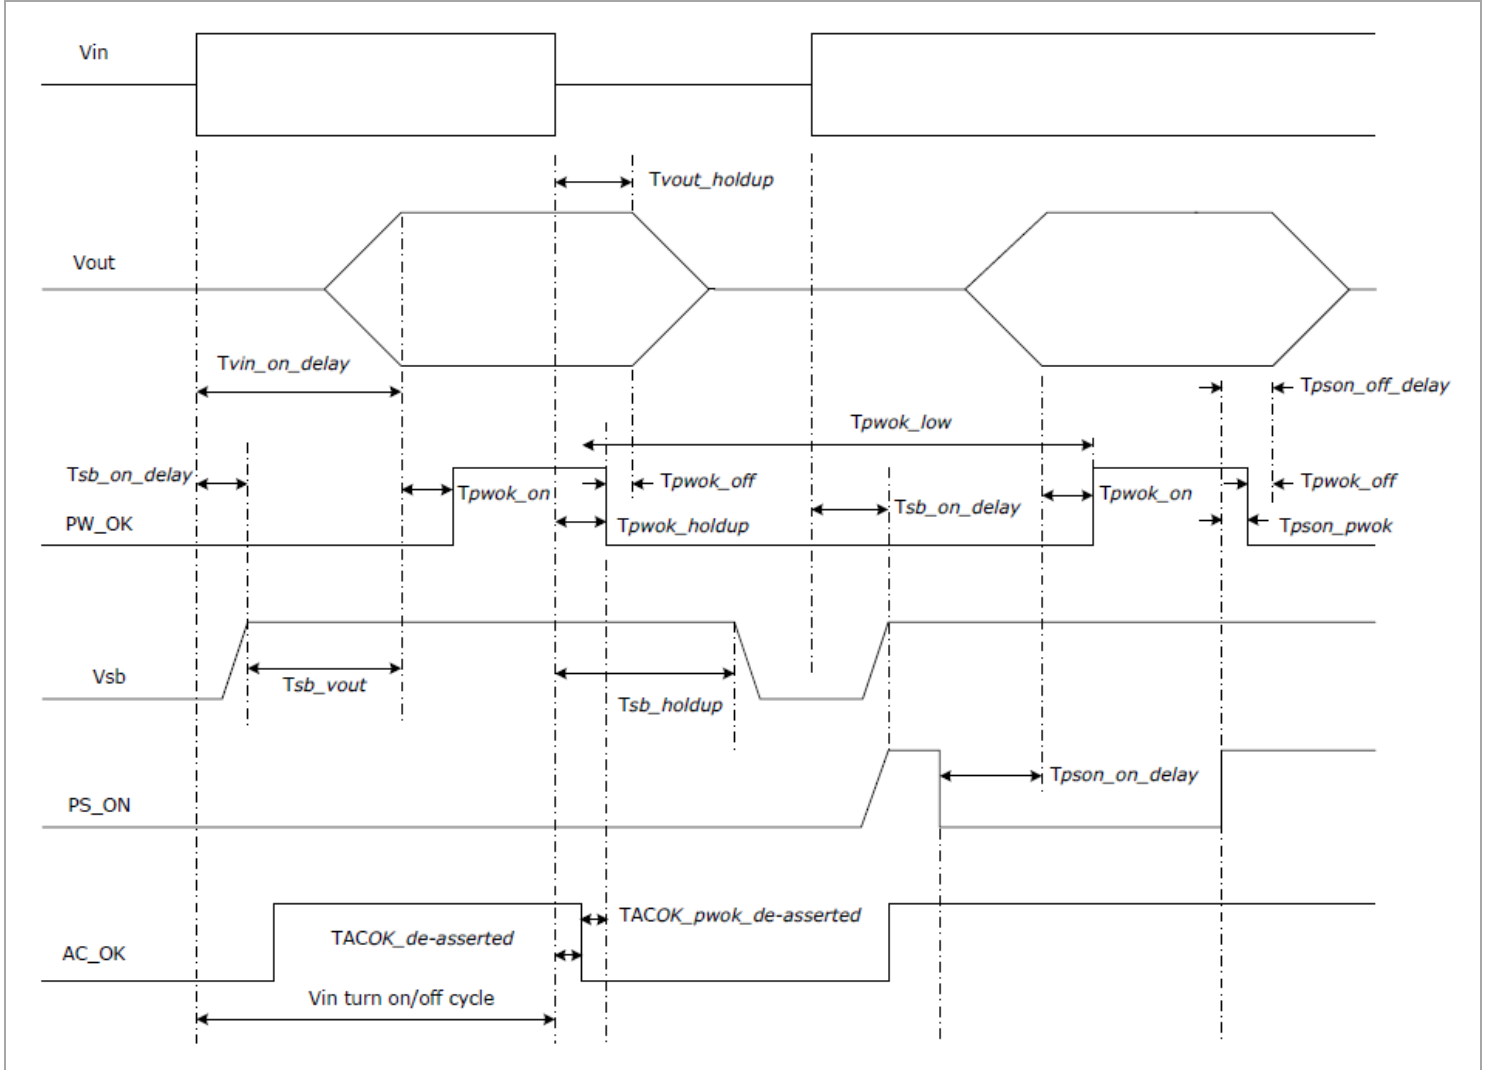 Vin
Tvout_holdup
Vout
Tvin_on_delay
Tpson_off_delay
Tpwok_low
Tsb_on_delay
Tpwok_on
Tpwok_off
Tsb_on_delay
Tpwok_on
Tpwok_off
PW_OK
Tpwok_holdup
Tpson_pwok
Vsb
Tsb_vout
Tsb_holdup
PS_ON
Tpson_on_delay
TACOK_pwok_de-asserted
TACOK_de-asserted
AC_OK
Vin turn on/off cycle